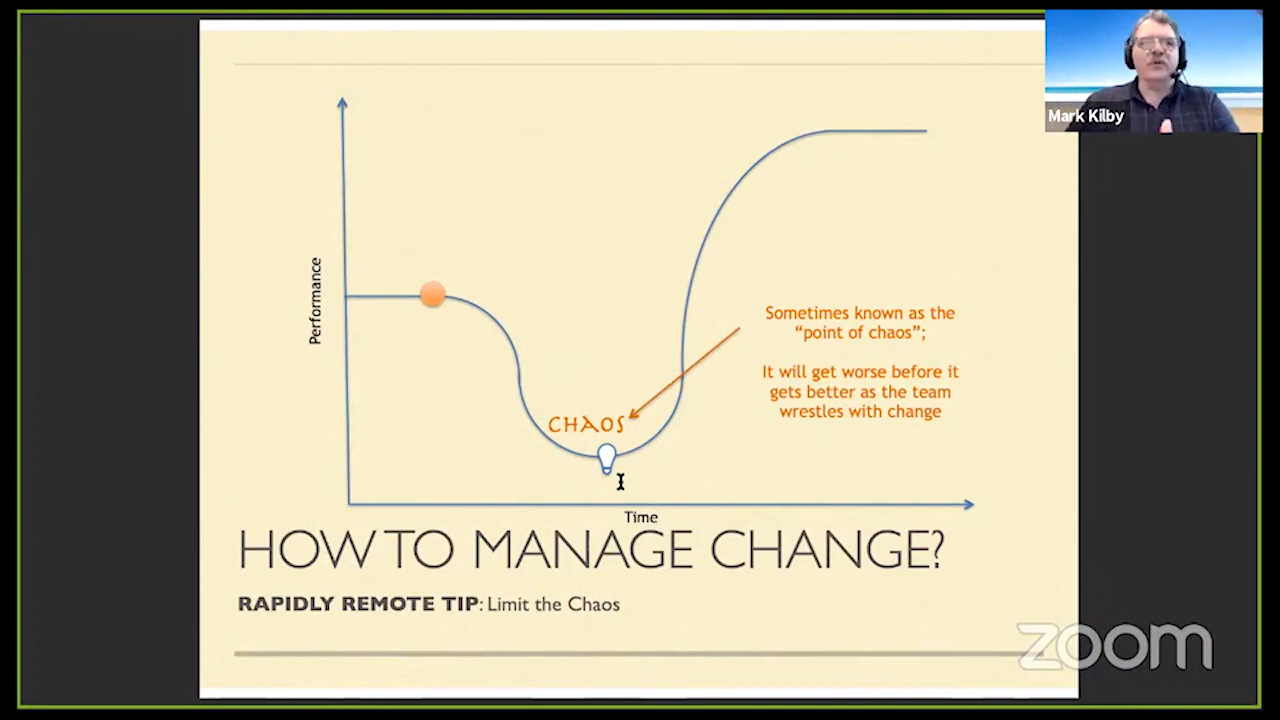 Mark Kilby
Performance
Sometimes known as the
“point of chaos”;
It will get worse before it
gets better as the team
wrestles with change
CHAOS
Time
HOW TO MANAGE CHANGE?
RAPIDLY REMOTE TIP: Limit the Chaos
zoom